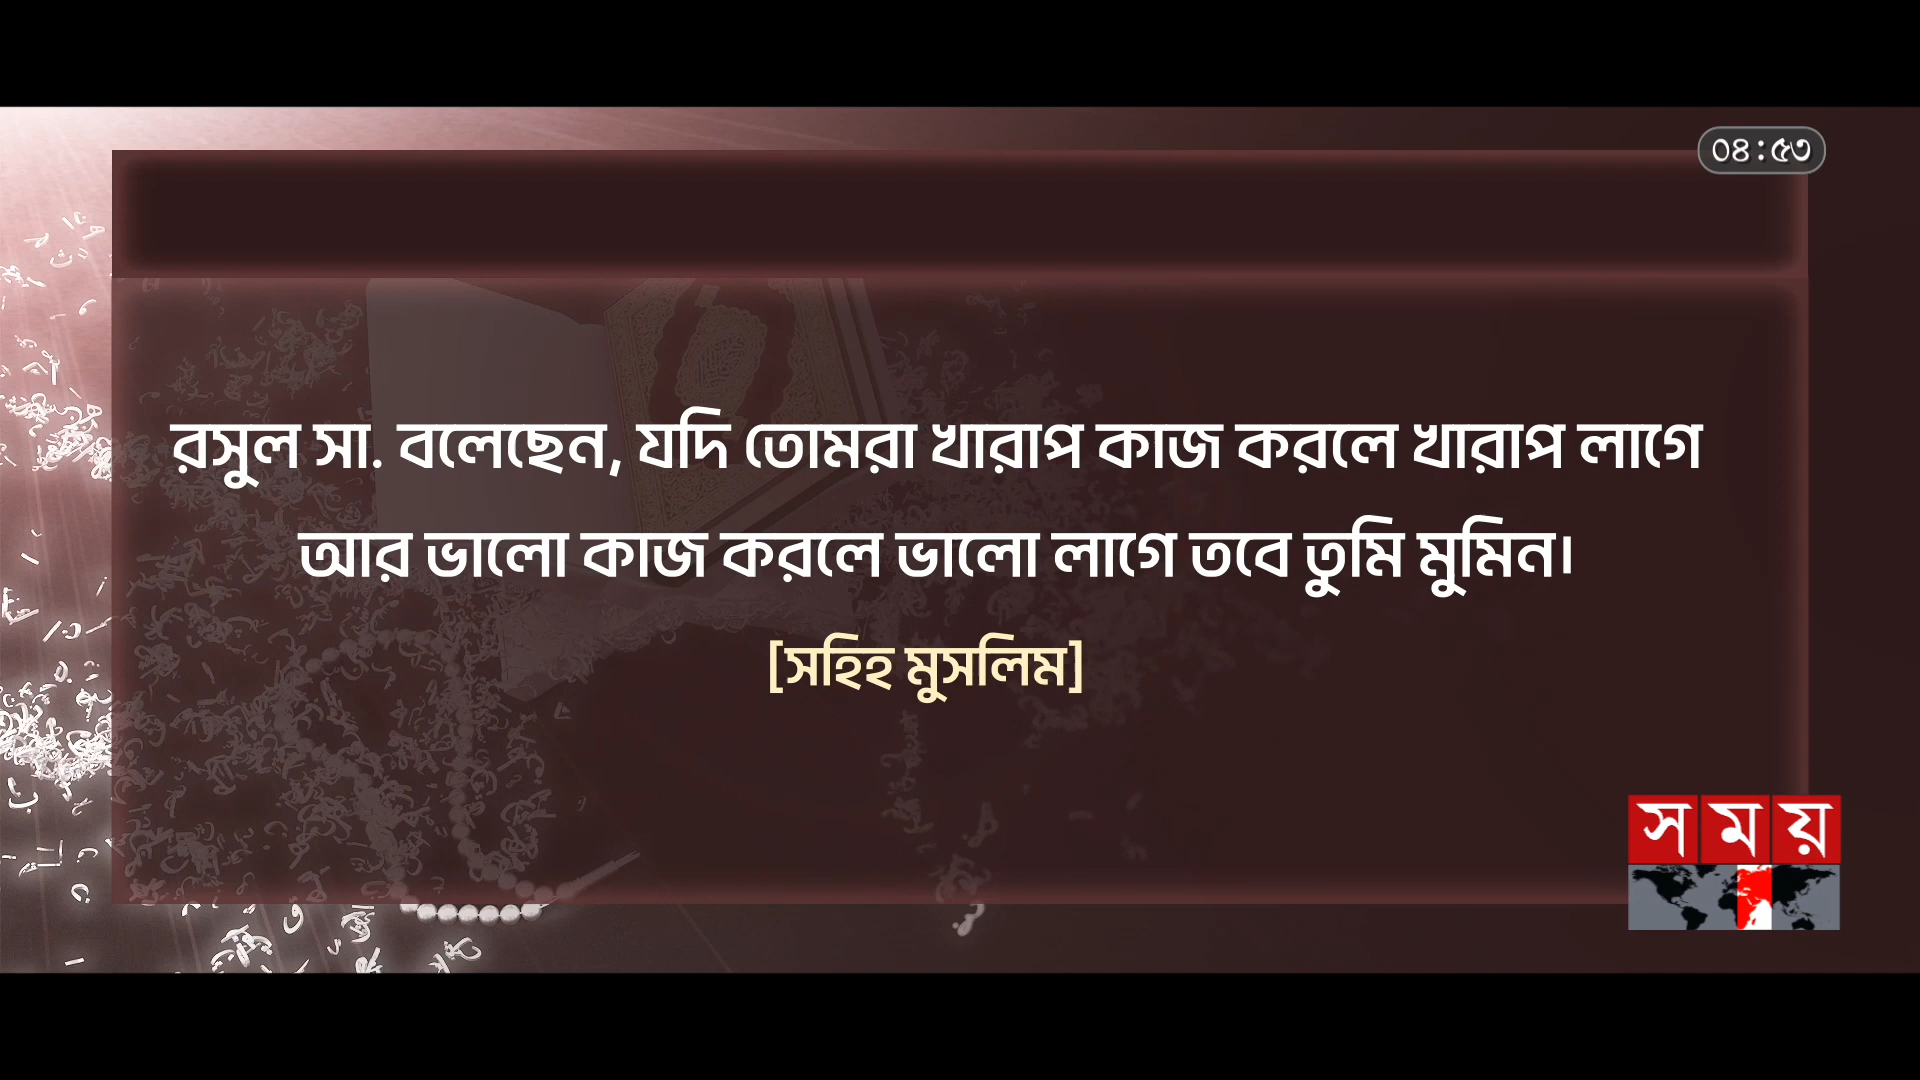 ০৪:৫৩
রসুল সা. বলেছেন, যদি তোমরা খারাপ কাজ করলে খারাপ লাগে
আর ভালো কাজ করলে ভালো লাগে তবে তুমি মুমিন।
[সহিহ মুসলিম]
সময়